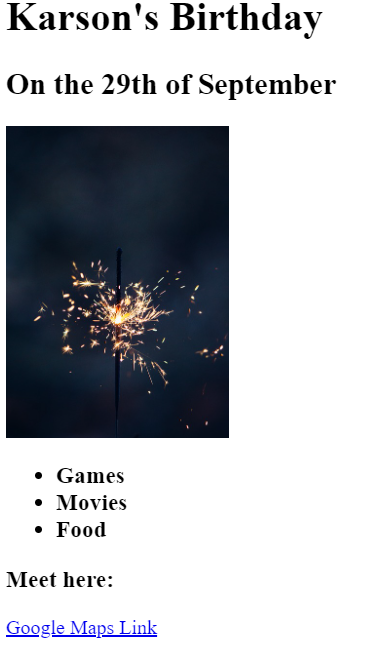 Karson's Birthday
On the 29th of September
Games
Movies
Food
Meet here:
Google Maps Link